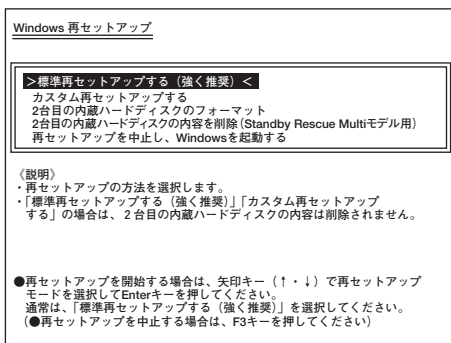 Windows 再セットアップ
＞標準再セットアップする（強く推奨）＜
カスタム再セットアップする
2台目の内蔵ハードディスクのフォーマット
2台目の内蔵ハードディスクの内容を削除（Standby Rescue Multiモデル用）
再セットアップを中止し、Windowsを起動する
《説明》
・再セットアップの方法を選択します。
・「標準再セットアップする（強く推奨）」「カスタム再セットアップ
する」の場合は、２台目の内蔵ハードディスクの内容は削除されません。
●再セットアップを開始する場合は、矢印キー（↑・↓）で再セットアップ
モードを選択してEnterキーを押してください。
通常は、「標準再セットアップする（強く推奨）」を選択してください。
（●再セットアップを中止する場合は、F3キーを押してください）